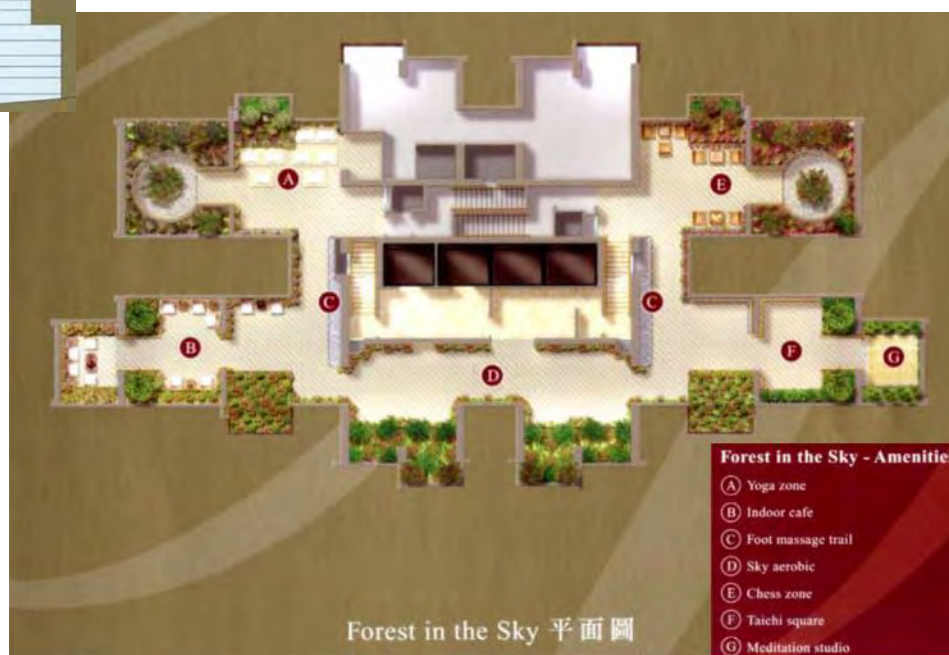 A
E
C
C
B
D
F
G
Forest in the Sky - Amenitie
A Yoga zone
B Indoor cafe
C Foot massage trail
D Sky aerobic
E Chess zone
F Taichi square
G Meditation studio
Forest in the Sky 平面圖